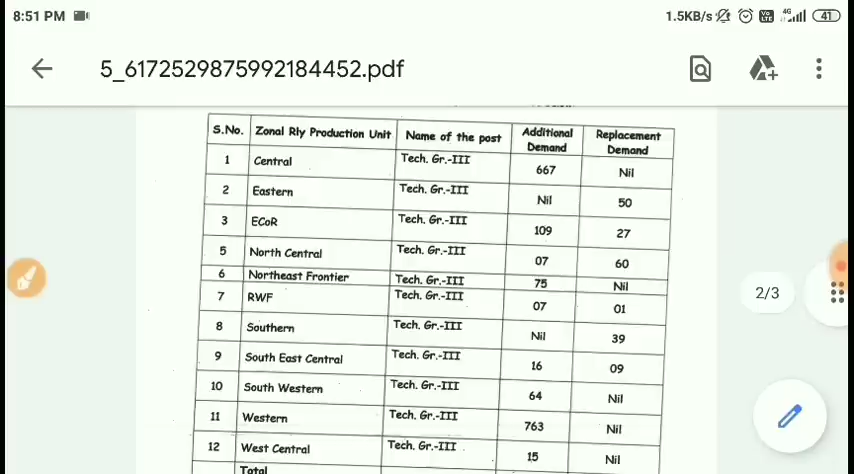 8:51 PM
1.5KB/s 4G 41
5_6172529875992184452.pdf
S.No. Zonal Rly Production Unit Name of the post Additional Demand Replacement Demand
1 Central Tech. Gr.-III 667 Nil
2 Eastern Tech. Gr.-III Nil 50
3 ECoR Tech. Gr.-III 109 27
5 North Central Tech. Gr.-III 07 60
6 Northeast Frontier Tech. Gr.-III 75 Nil
7 RWF Tech. Gr.-III 07 01
8 Southern Tech. Gr.-III Nil 39
9 South East Central Tech. Gr.-III 16 09
10 South Western Tech. Gr.-III 64 Nil
11 Western Tech. Gr.-III 763 Nil
12 West Central Tech. Gr.-III 15 Nil
Total
2/3